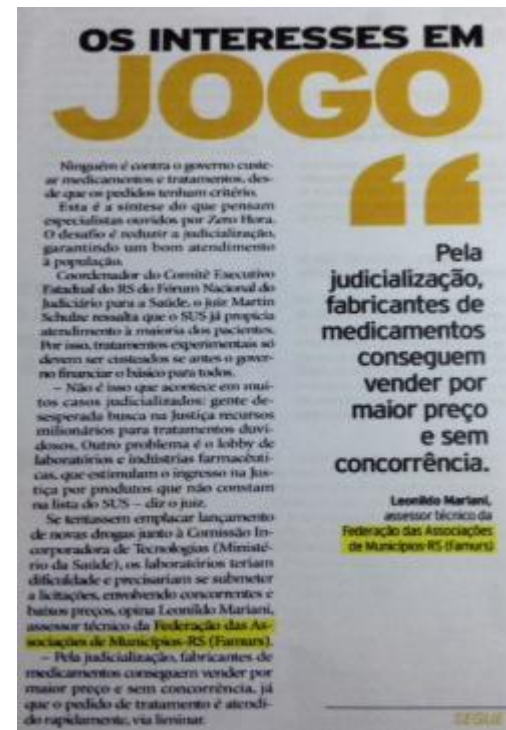 OS INTERESSES EM
JOGO
Ninguém é contra o governo custe-
ar medicamentos e tratamentos, des-
de que os pedidos tenham critério.
Esta é a síntese do que pensam
especialistas ouvidos por Zero Hora.
O desafio é reduzir a judicialização,
garantindo um bom atendimento
à população.
Coordenador do Comitê Executivo
Estadual do RS do Fórum Nacional do
Judiciário para a Saúde, o juiz Martin
Schulze ressalta que o SUS já propicia
atendimento à maioria dos pacientes.
Por isso, tratamentos experimentais só
devem ser custeados se antes o gover-
no financiar o básico para todos.
– Não é isso que acontece em mui-
tos casos judicializados: gente de-
sesperada busca na Justiça recursos
milionários para tratamentos duvi-
dosos. Outro problema é o lobby de
laboratórios e indústrias farmacêuti-
cas, que estimulam o ingresso na Jus-
tiça por produtos que não constam
na lista do SUS – diz o juiz.
Se tentassem emplacar lançamento
de novas drogas junto à Comissão In-
corporadora de Tecnologias (Ministé-
rio da Saúde), os laboratórios teriam
dificuldade e precisariam se submeter
a licitações, envolvendo concorrentes e
baixos preços, opina Leonildo Mariani,
assessor técnico da Federação das As-
sociações de Municípios-RS (Famurs).
– Pela judicialização, fabricantes de
medicamentos conseguem vender por
maior preço e sem concorrência, já
que o pedido de tratamento é atendi-
do rapidamente, via liminar.
“
Pela
judicialização,
fabricantes de
medicamentos
conseguem
vender por
maior preço
e sem
concorrência.
Leonildo Mariani,
assessor técnico da
Federação das Associações
de Municípios-RS (Famurs)
SEGUE